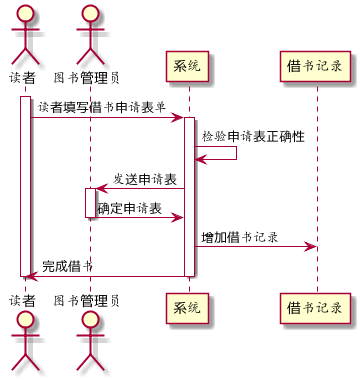 读者 图书管理员 系统 借书记录
读者填写借书申请表单
检验申请表正确性
发送申请表
确定申请表
增加借书记录
完成借书
读者 图书管理员 系统 借书记录